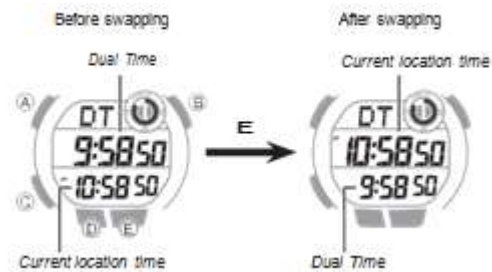 Before swapping
After swapping
Dual Time
Current location time
A
B
E
DT
9:58 50
10:58 50
C
D
E
DT
10:58 50
9:58 50
Current location time
Dual Time